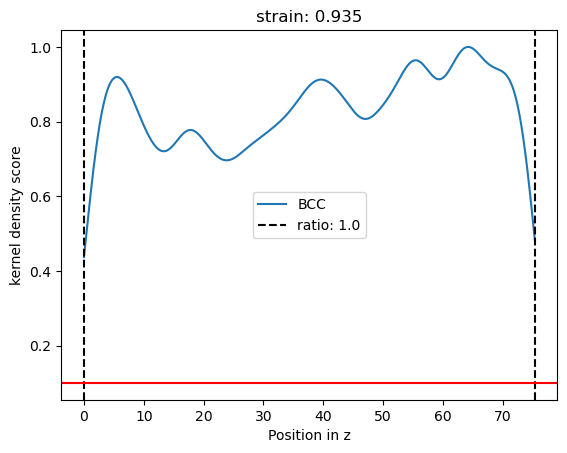 strain: 0.935
kernel density score
1.0
0.8
0.6
0.4
0.2
BCC
ratio: 1.0
0 10 20 30 40 50 60 70
Position in z